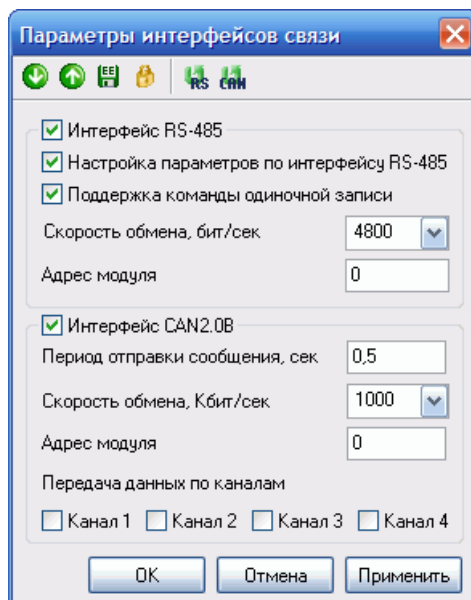 Параметры интерфейсов связи
EE RS CAN
Интерфейс RS-485
Настройка параметров по интерфейсу RS-485
Поддержка команды одиночной записи
Скорость обмена, бит/сек 4800
Адрес модуля 0
Интерфейс CAN2.0B
Период отправки сообщения, сек 0,5
Скорость обмена, Кбит/сек 1000
Адрес модуля 0
Передача данных по каналам
Канал 1 Канал 2 Канал 3 Канал 4
OK Отмена Применить